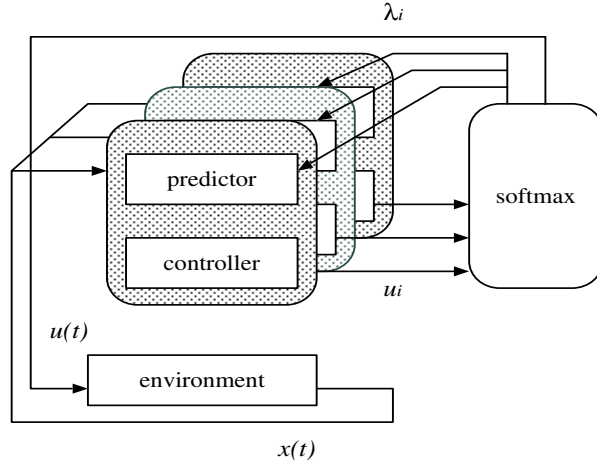 λi
predictor
softmax
controller
ui
u(t)
environment
x(t)